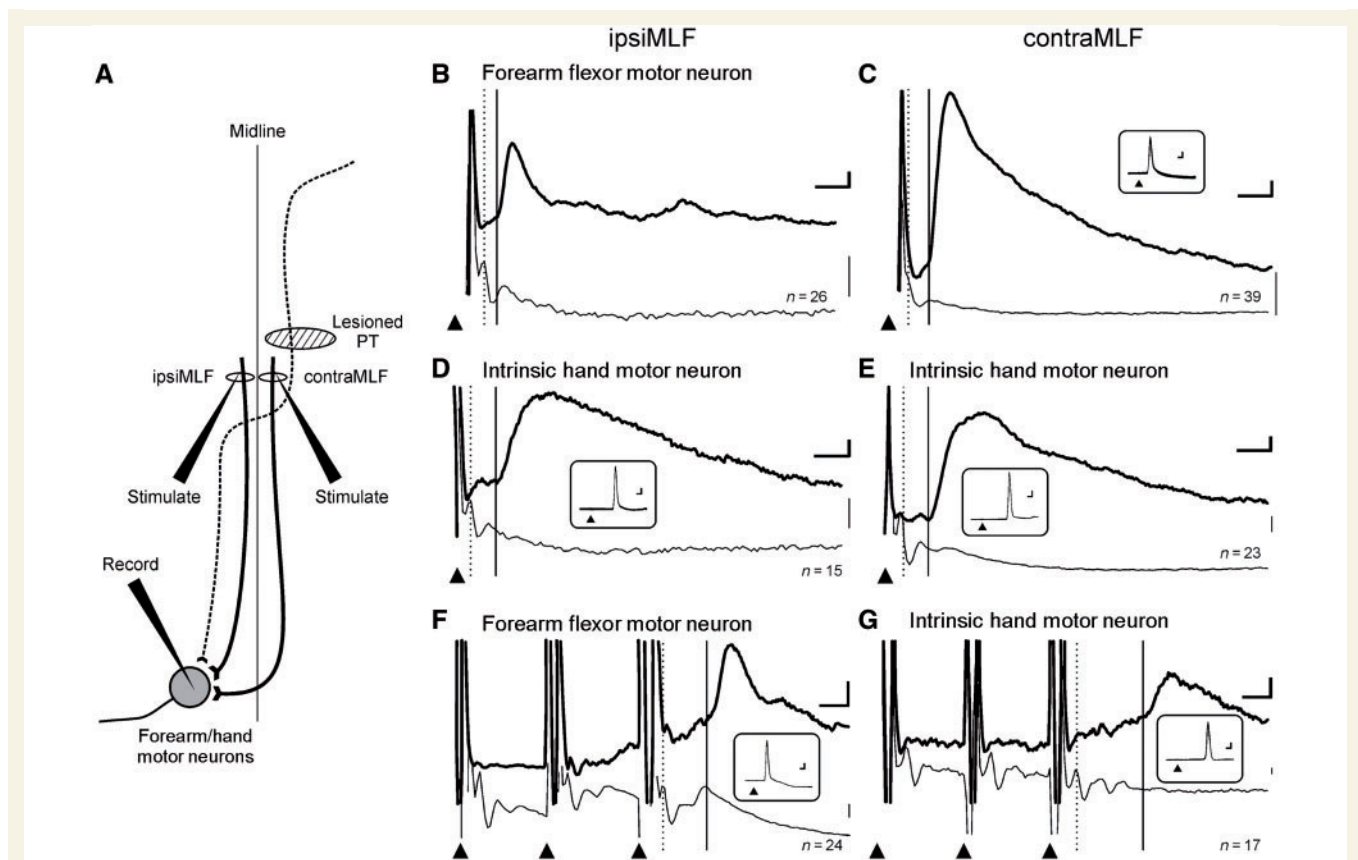 ipsiMLF
contraMLF
A
Midline
Lesioned
PT
ipsiMLF
contraMLF
Stimulate
Stimulate
Record
Forearm/hand
motor neurons
B Forearm flexor motor neuron
n = 26
C
n = 39
D Intrinsic hand motor neuron
n = 15
E Intrinsic hand motor neuron
n = 23
F Forearm flexor motor neuron
n = 24
G Intrinsic hand motor neuron
n = 17